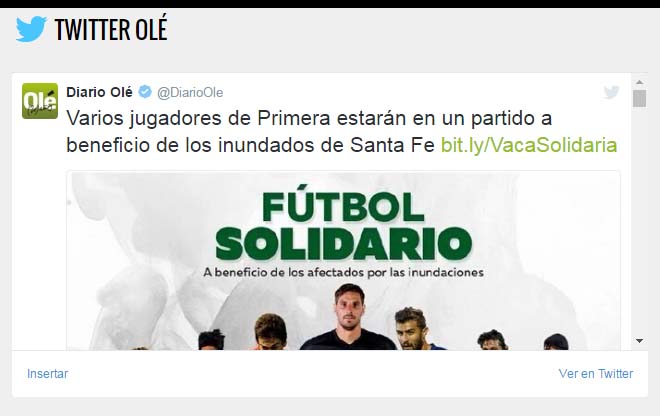 TWITTER OLÉ
Olé
Diario Olé @DiarioOle
Varios jugadores de Primera estarán en un partido a
beneficio de los inundados de Santa Fe bit.ly/VacaSolidaria
FÚTBOL
SOLIDARIO
A beneficio de los afectados por las inundaciones
Insertar
Ver en Twitter